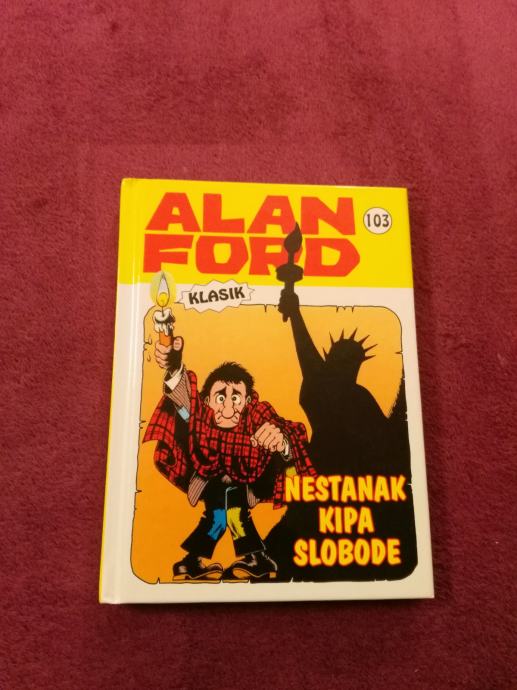 ALAN
FORD
103
KLASIK
NESTANAK
KIPA
SLOBODE